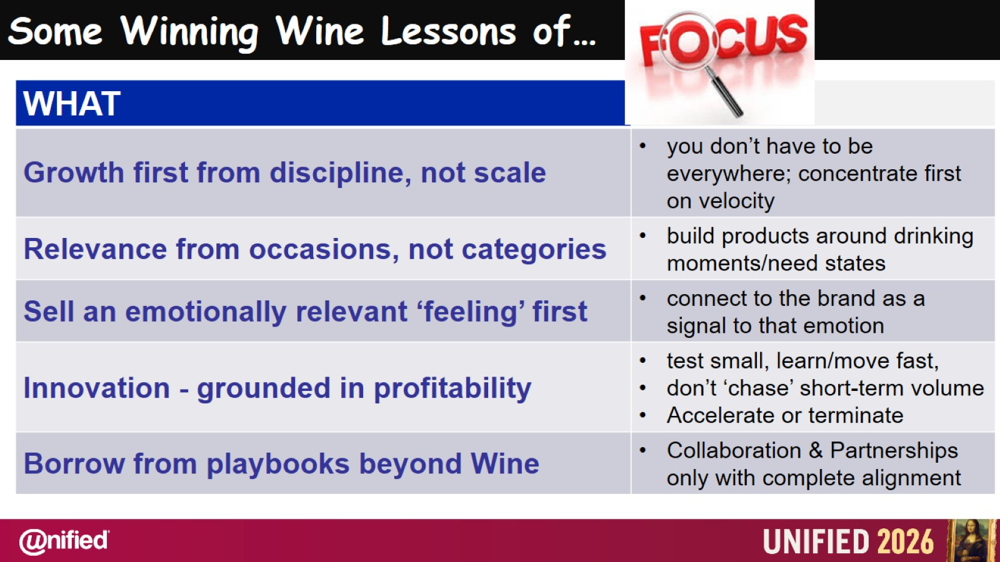 Some Winning Wine Lessons of...
FOCUS
WHAT
Growth first from discipline, not scale
• you don’t have to be
everywhere; concentrate first
on velocity
Relevance from occasions, not categories
• build products around drinking
moments/need states
Sell an emotionally relevant ‘feeling’ first
• connect to the brand as a
signal to that emotion
Innovation - grounded in profitability
• test small, learn/move fast,
• don’t ‘chase’ short-term volume
• Accelerate or terminate
Borrow from playbooks beyond Wine
• Collaboration & Partnerships
only with complete alignment
unified
UNIFIED 2026